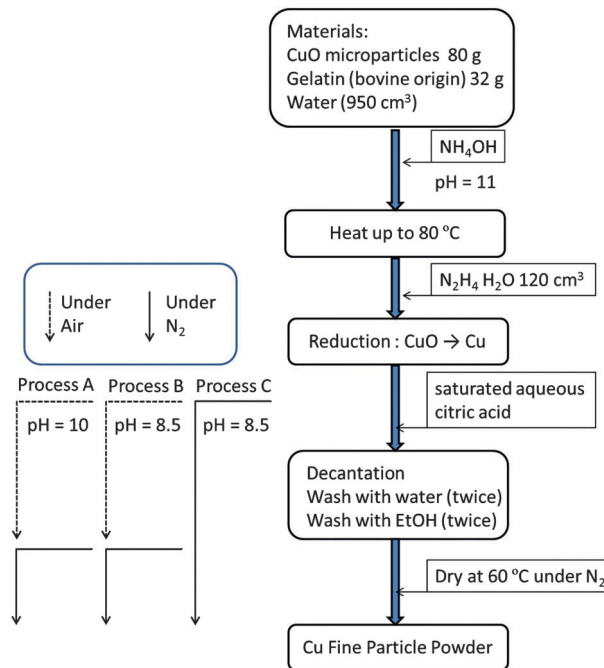 Materials:
CuO microparticles 80 g
Gelatin (bovine origin) 32 g
Water (950 cm³)
NH₄OH
pH = 11
Heat up to 80 ºC
N₂H₄ H₂O 120 cm³
Under
Air
Under
N₂
Reduction : CuO → Cu
Process A
Process B
Process C
pH = 10
pH = 8.5
pH = 8.5
saturated aqueous
citric acid
Decantation
Wash with water (twice)
Wash with EtOH (twice)
Dry at 60 ºC under N₂
Cu Fine Particle Powder